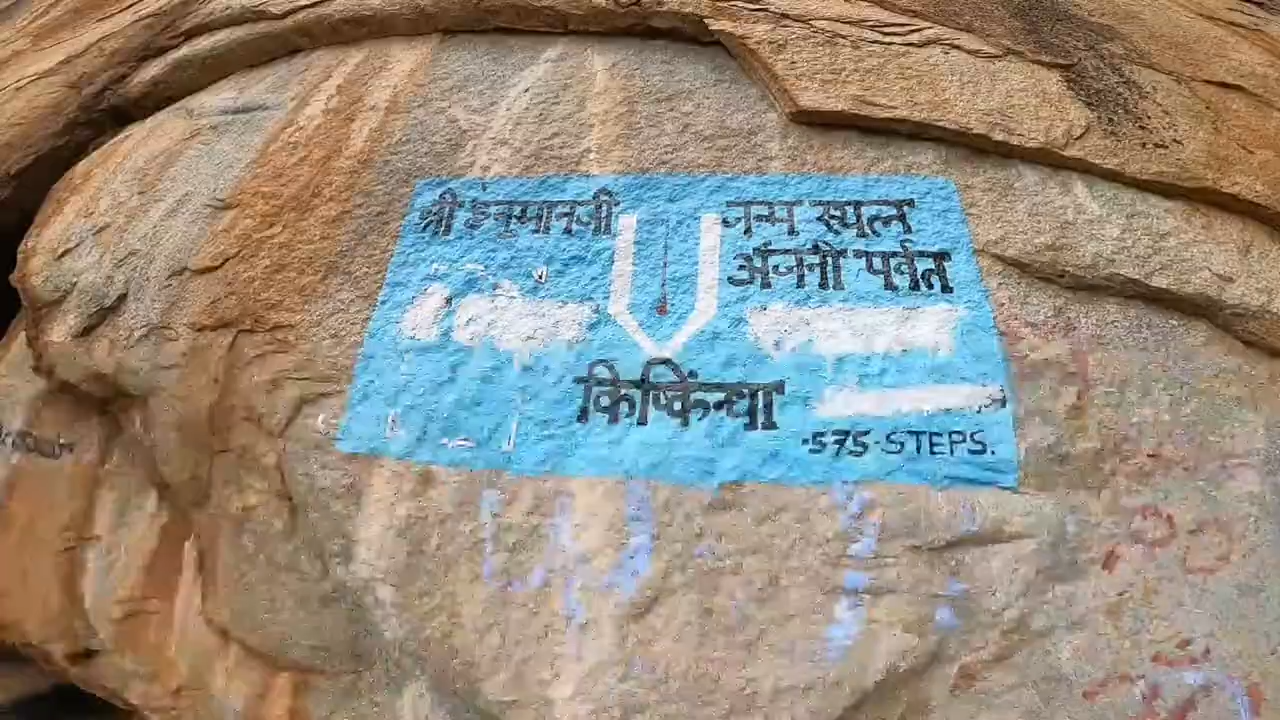 श्री हनुमानजी जन्म स्थल
अंजनी पर्वत
किष्किंन्धा
575 STEPS.